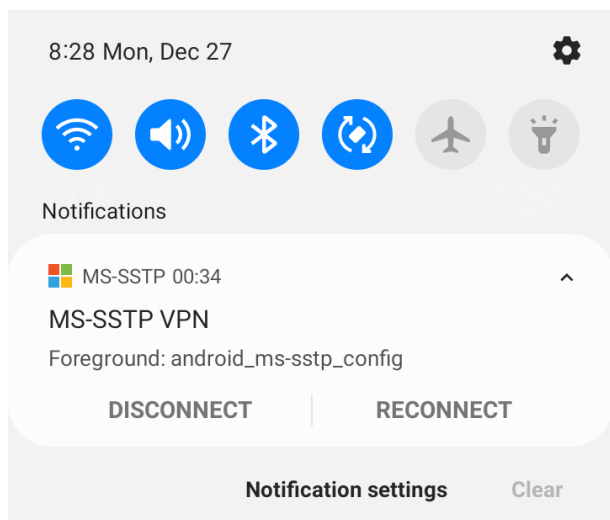 8:28 Mon, Dec 27
Notifications
MS-SSTP 00:34
MS-SSTP VPN
Foreground: android_ms-sstp_config
DISCONNECT RECONNECT
Notification settings Clear